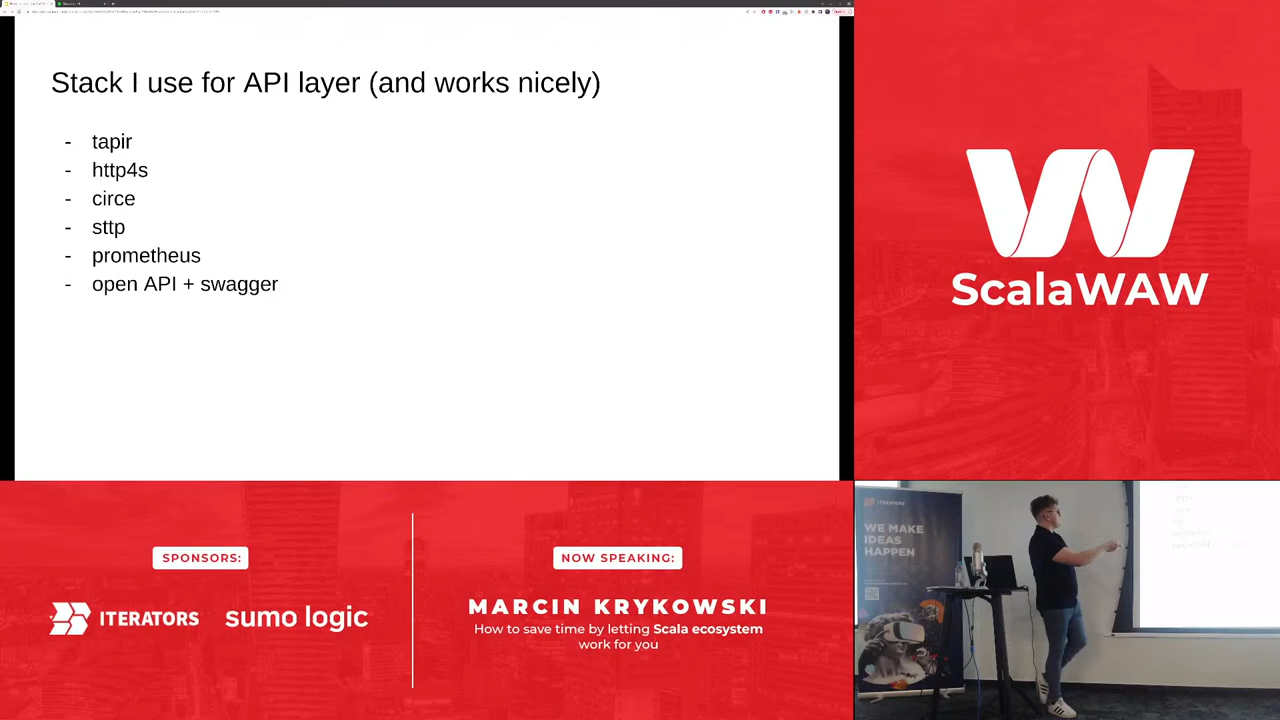 Stack I use for API layer (and works nicely)
- tapir
- http4s
- circe
- sttp
- prometheus
- open API + swagger
ScalaWAW
SPONSORS:
ITERATORS
sumo logic
NOW SPEAKING:
MARCIN KRYKOWSKI
How to save time by letting Scala ecosystem
work for you
ITERATORS
WE MAKE
IDEAS
HAPPEN